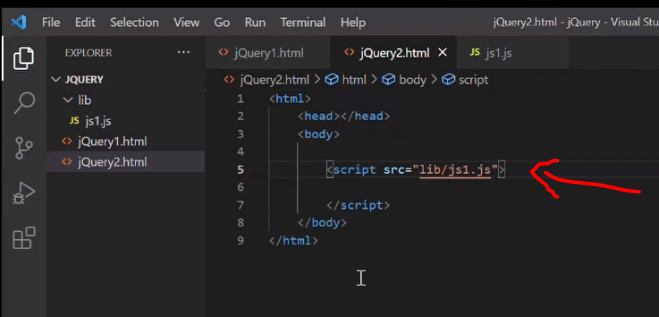 File Edit Selection View Go Run Terminal Help jQuery2.html - jQuery - Visual Stu
EXPLORER ... <> jQuery1.html <> jQuery2.html X JS js1.js
JQUERY
lib
JS js1.js
<> jQuery1.html
<> jQuery2.html
<> jQuery2.html > html > body > script
1 <html>
2 <head></head>
3 <body>
4
5 <script src="lib/js1.js">
6
7 </script>
8 </body>
9 </html>